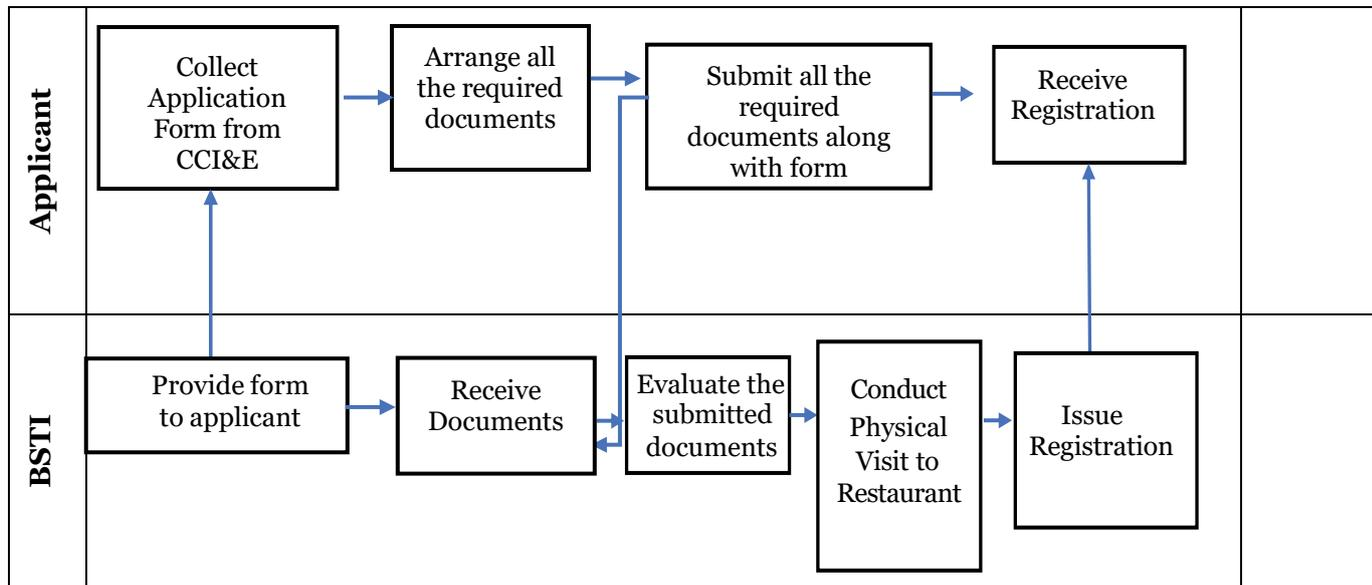 Applicant
Collect
Application
Form from
CCI&E
Arrange all
the required
documents
Submit all the
required
documents along
with form
Receive
Registration
BSTI
Provide form
to applicant
Receive
Documents
Evaluate the
submitted
documents
Conduct
Physical
Visit to
Restaurant
Issue
Registration